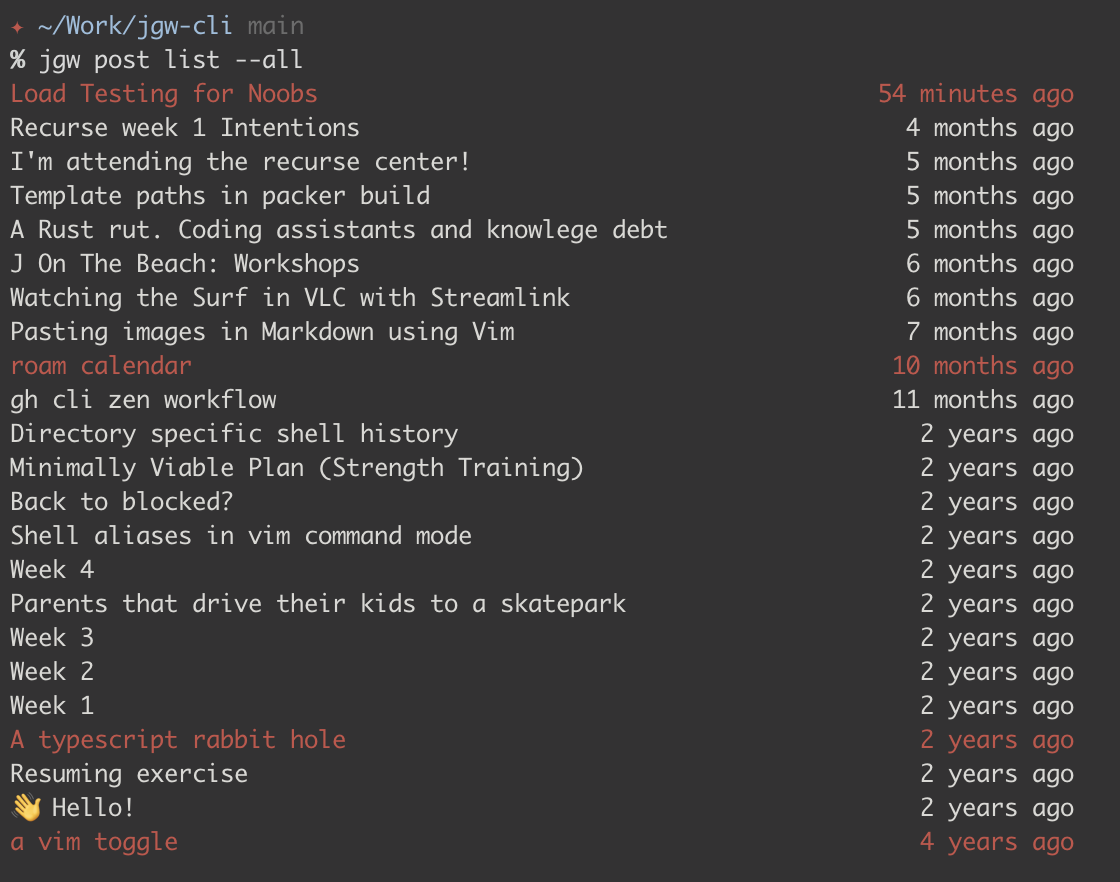 ✦ ~/Work/jgw-cli main
% jgw post list --all
Load Testing for Noobs 54 minutes ago
Recurse week 1 Intentions 4 months ago
I'm attending the recurse center! 5 months ago
Template paths in packer build 5 months ago
A Rust rut. Coding assistants and knowlege debt 5 months ago
J On The Beach: Workshops 6 months ago
Watching the Surf in VLC with Streamlink 6 months ago
Pasting images in Markdown using Vim 7 months ago
roam calendar 10 months ago
gh cli zen workflow 11 months ago
Directory specific shell history 2 years ago
Minimally Viable Plan (Strength Training) 2 years ago
Back to blocked? 2 years ago
Shell aliases in vim command mode 2 years ago
Week 4 2 years ago
Parents that drive their kids to a skatepark 2 years ago
Week 3 2 years ago
Week 2 2 years ago
Week 1 2 years ago
A typescript rabbit hole 2 years ago
Resuming exercise 2 years ago
👋 Hello! 2 years ago
a vim toggle 4 years ago